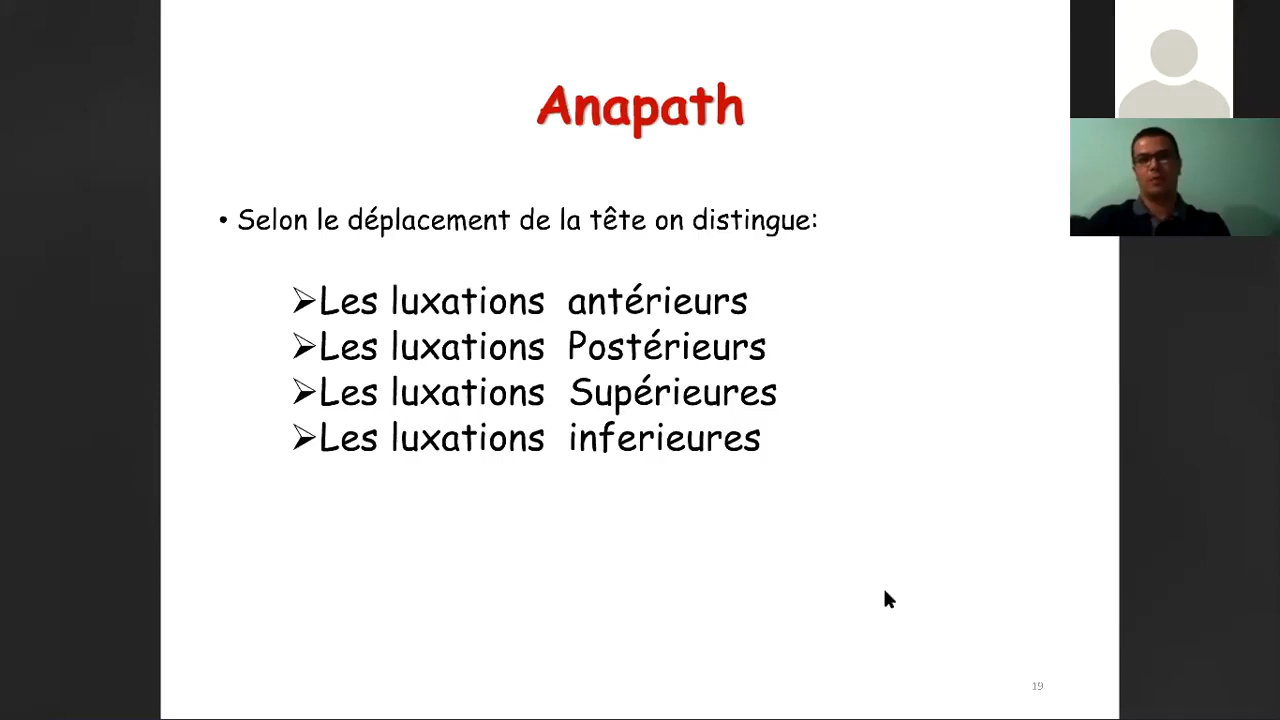 Anapath
• Selon le déplacement de la tête on distingue:
➢Les luxations antérieurs
➢Les luxations Postérieurs
➢Les luxations Supérieures
➢Les luxations inferieures
19